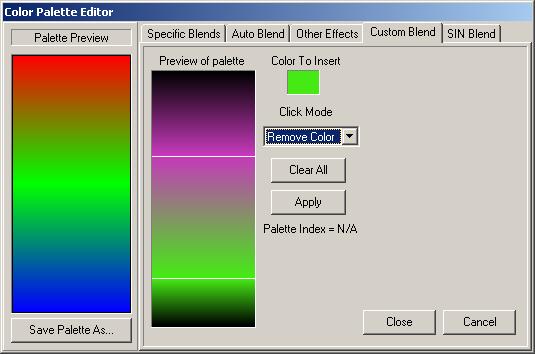 Color Palette Editor
Palette Preview
Specific Blends
Auto Blend
Other Effects
Custom Blend
SIN Blend
Preview of palette
Color To Insert
Click Mode
Remove Color
Clear All
Apply
Palette Index = N/A
Save Palette As...
Close
Cancel